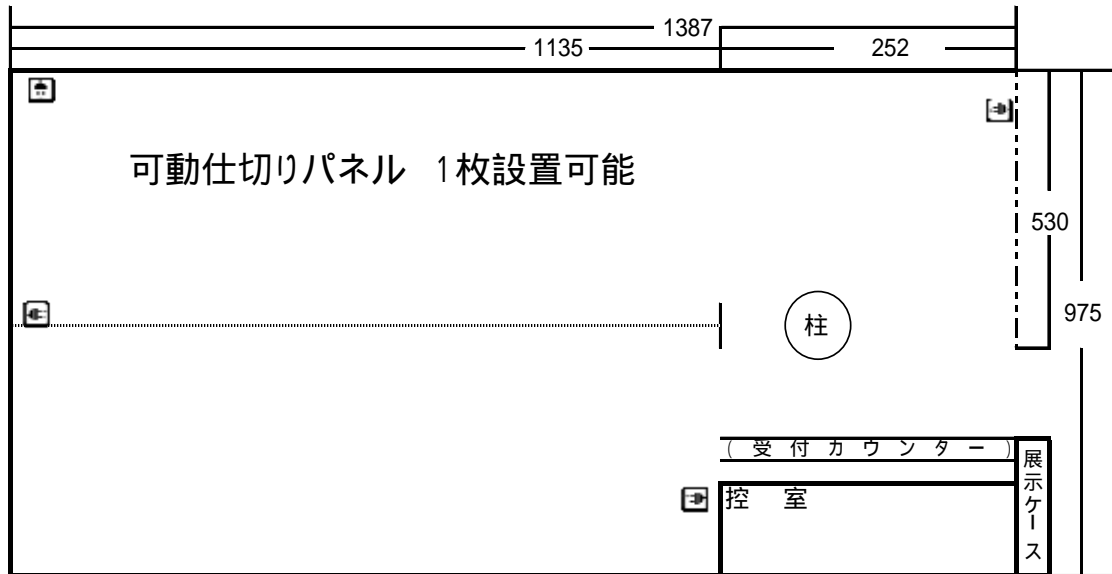 1387
1135
252
可動仕切りパネル 1枚設置可能
530
975
柱
(受付カウンター)
控 室
展示ケース